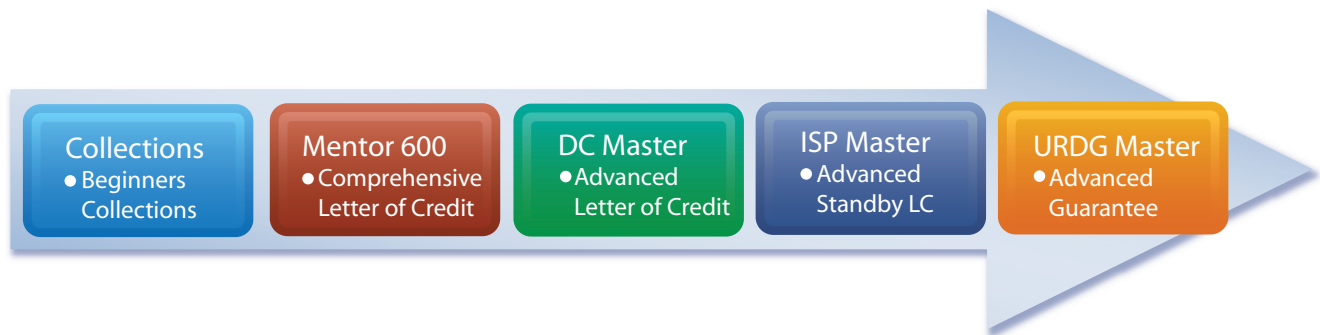 Collections
• Beginners
Collections
Mentor 600
• Comprehensive
Letter of Credit
DC Master
• Advanced
Letter of Credit
ISP Master
• Advanced
Standby LC
URDG Master
• Advanced
Guarantee